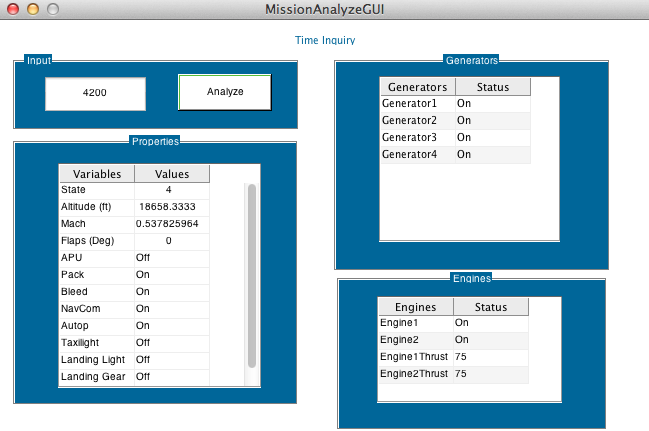 MissionAnalyzeGUI
Time Inquiry
Input
4200
Analyze
Properties
Variables Values
State 4
Altitude (ft) 18658.3333
Mach 0.537825964
Flaps (Deg) 0
APU Off
Pack On
Bleed On
NavCom On
Autop On
Taxilight Off
Landing Light Off
Landing Gear Off
Generators
Generators Status
Generator1 On
Generator2 On
Generator3 On
Generator4 On
Engines
Engines Status
Engine1 On
Engine2 On
Engine1Thrust 75
Engine2Thrust 75